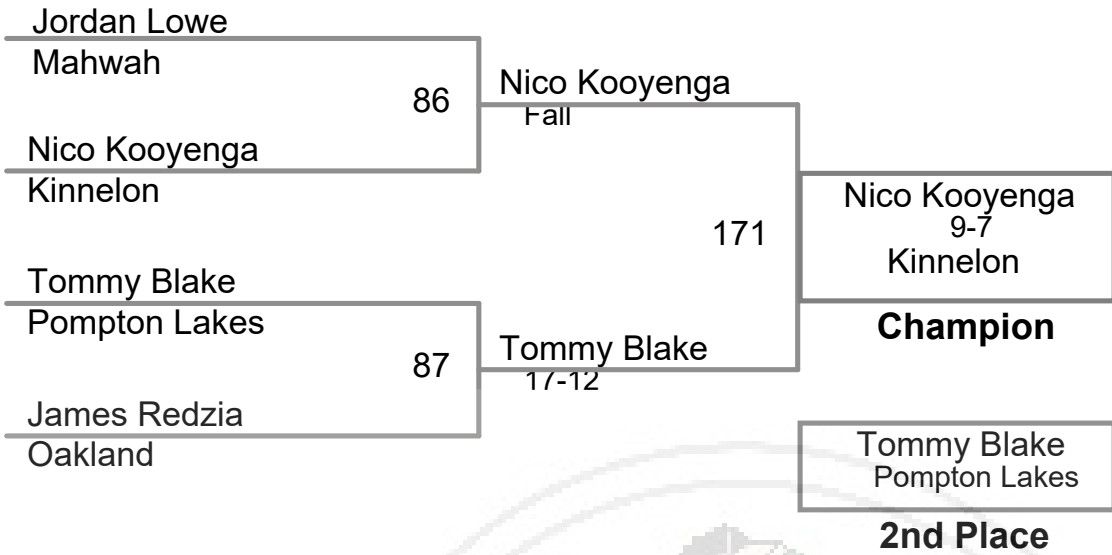 Jordan Lowe
Mahwah
86
Nico Kooyenga
Fall
Nico Kooyenga
Kinnelon
171
Nico Kooyenga
9-7
Kinnelon
Champion
Tommy Blake
Pompton Lakes
87
Tommy Blake
17-12
James Redzia
Oakland
Tommy Blake
Pompton Lakes
2nd Place